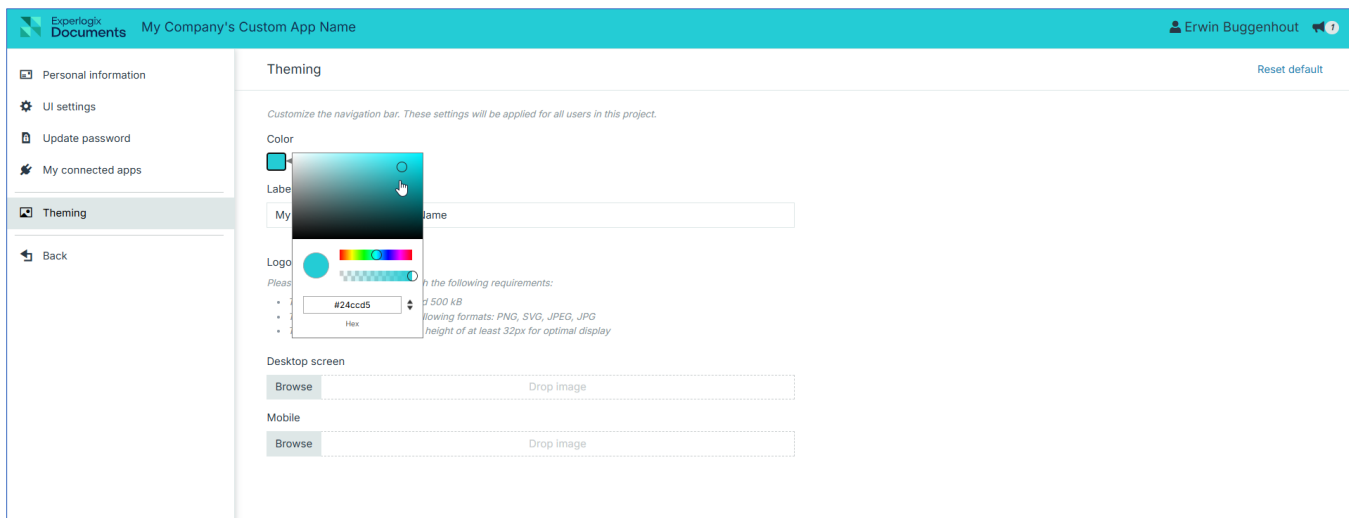 Experlogix
Documents
My Company's Custom App Name
Erwin Buggenhout
1
Personal information
UI settings
Update password
My connected apps
Theming
Back
Theming
Reset default
Customize the navigation bar. These settings will be applied for all users in this project.
Color
Labe
My
Name
Logo
Pleas
h the following requirements:
d 500 kB
llowing formats: PNG, SVG, JPEG, JPG
height of at least 32px for optimal display
#24ccd5
Hex
Desktop screen
Browse
Drop image
Mobile
Browse
Drop image